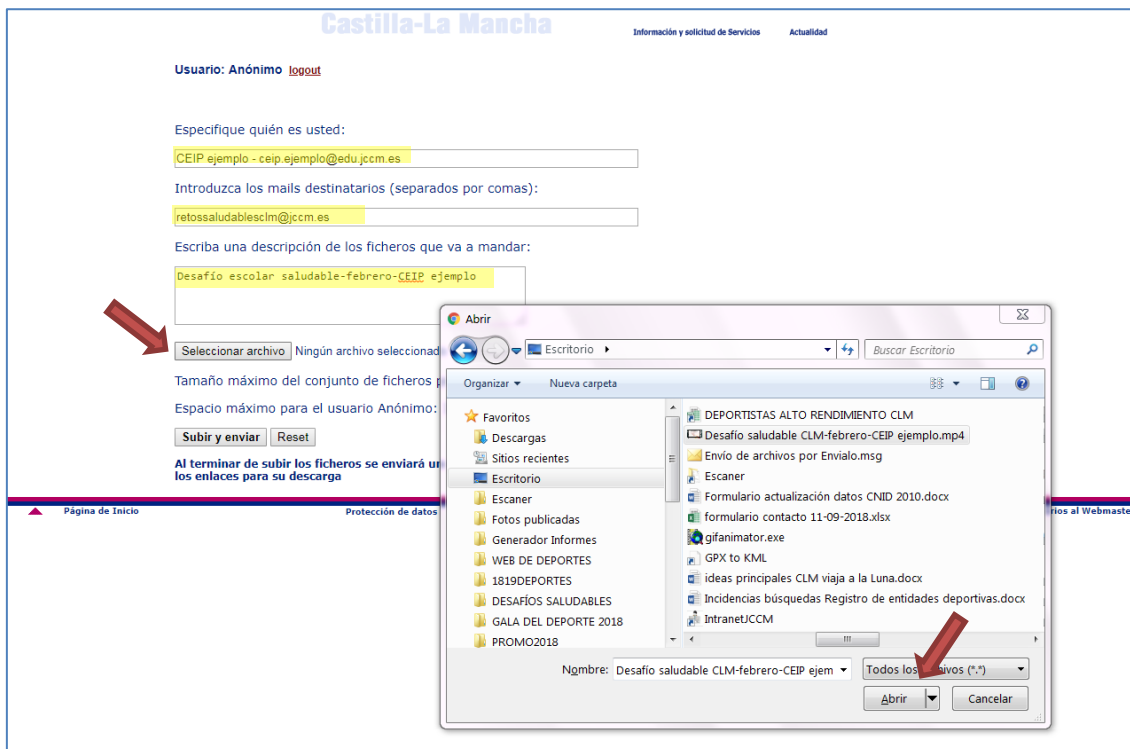 Castilla-La Mancha
Información y solicitud de Servicios Actualidad
Usuario: Anónimo logout
Especifique quién es usted:
CEIP ejemplo - ceip.ejemplo@edu.jccm.es
Introduzca los mails destinatarios (separados por comas):
retossaludablesclm@jccm.es
Escriba una descripción de los ficheros que va a mandar:
Desafío escolar saludable-febrero-CEIP ejemplo
Seleccionar archivo Ningún archivo seleccionad
Tamaño máximo del conjunto de ficheros p
Espacio máximo para el usuario Anónimo:
Subir y enviar Reset
Al terminar de subir los ficheros se enviará un
los enlaces para su descarga
Página de Inicio Protección de datos rios al Webmaste
Abrir
Escritorio Buscar Escritorio
Organizar Nueva carpeta
Favoritos
Descargas
Sitios recientes
Escritorio
Escaner
Fotos publicadas
Generador Informes
WEB DE DEPORTES
1819DEPORTES
DESAFÍOS SALUDABLES
GALA DEL DEPORTE 2018
PROMO2018
DEPORTISTAS ALTO RENDIMIENTO CLM
Desafío saludable CLM-febrero-CEIP ejemplo.mp4
Envío de archivos por Envialo.msg
Escaner
Formulario actualización datos CNID 2010.docx
formulario contacto 11-09-2018.xlsx
gifanimator.exe
GPX to KML
ideas principales CLM viaja a la Luna.docx
Incidencias búsquedas Registro de entidades deportivas.docx
IntranetJCCM
Nombre: Desafío saludable CLM-febrero-CEIP ejem Todos los archivos (*.*)
Abrir Cancelar